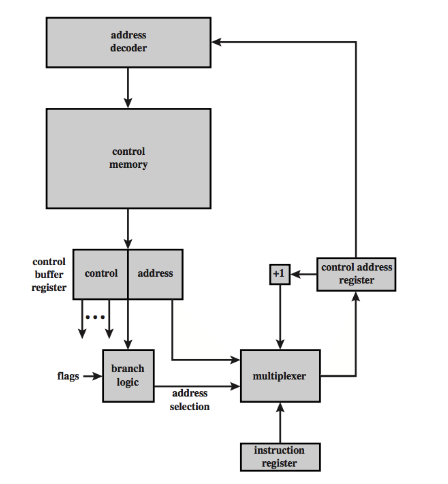 address
decoder
control
memory
control
buffer
register
control
address
+1
control address
register
flags
branch
logic
address
selection
multiplexer
instruction
register